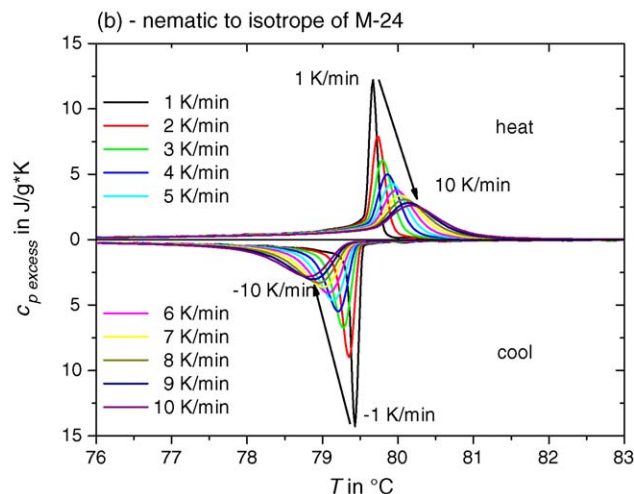 (b) - nematic to isotrope of M-24
15
1 K/min
1 K/min
2 K/min
3 K/min
4 K/min
5 K/min
heat
10
10 K/min
5
0
c_p excess in J/g*K
-10 K/min
5
6 K/min
7 K/min
8 K/min
9 K/min
10 K/min
cool
10
-1 K/min
15
76 77 78 79 80 81 82 83
T in °C